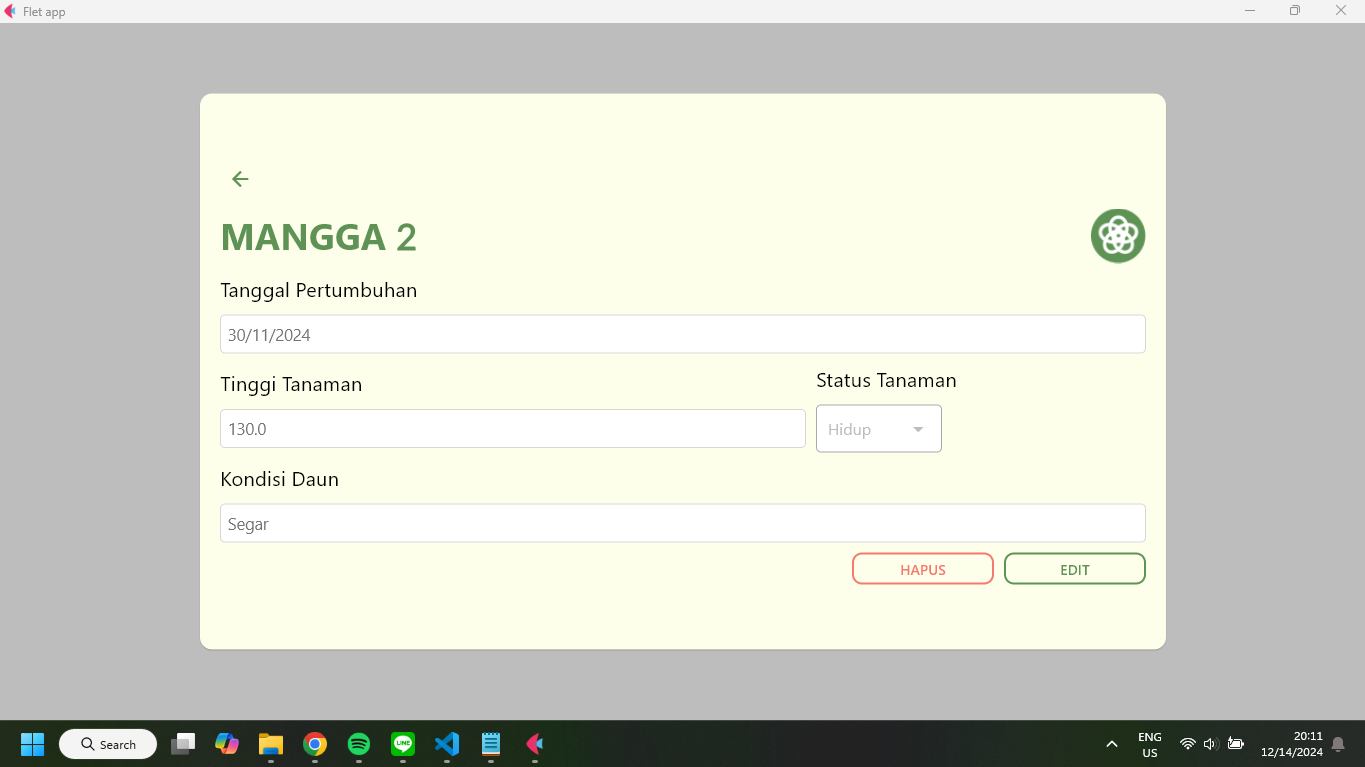 Flet app
MANGGA 2
Tanggal Pertumbuhan
30/11/2024
Tinggi Tanaman
Status Tanaman
130.0
Hidup
Kondisi Daun
Segar
HAPUS
EDIT
Search
LINE
ENG
US
20:11
12/14/2024